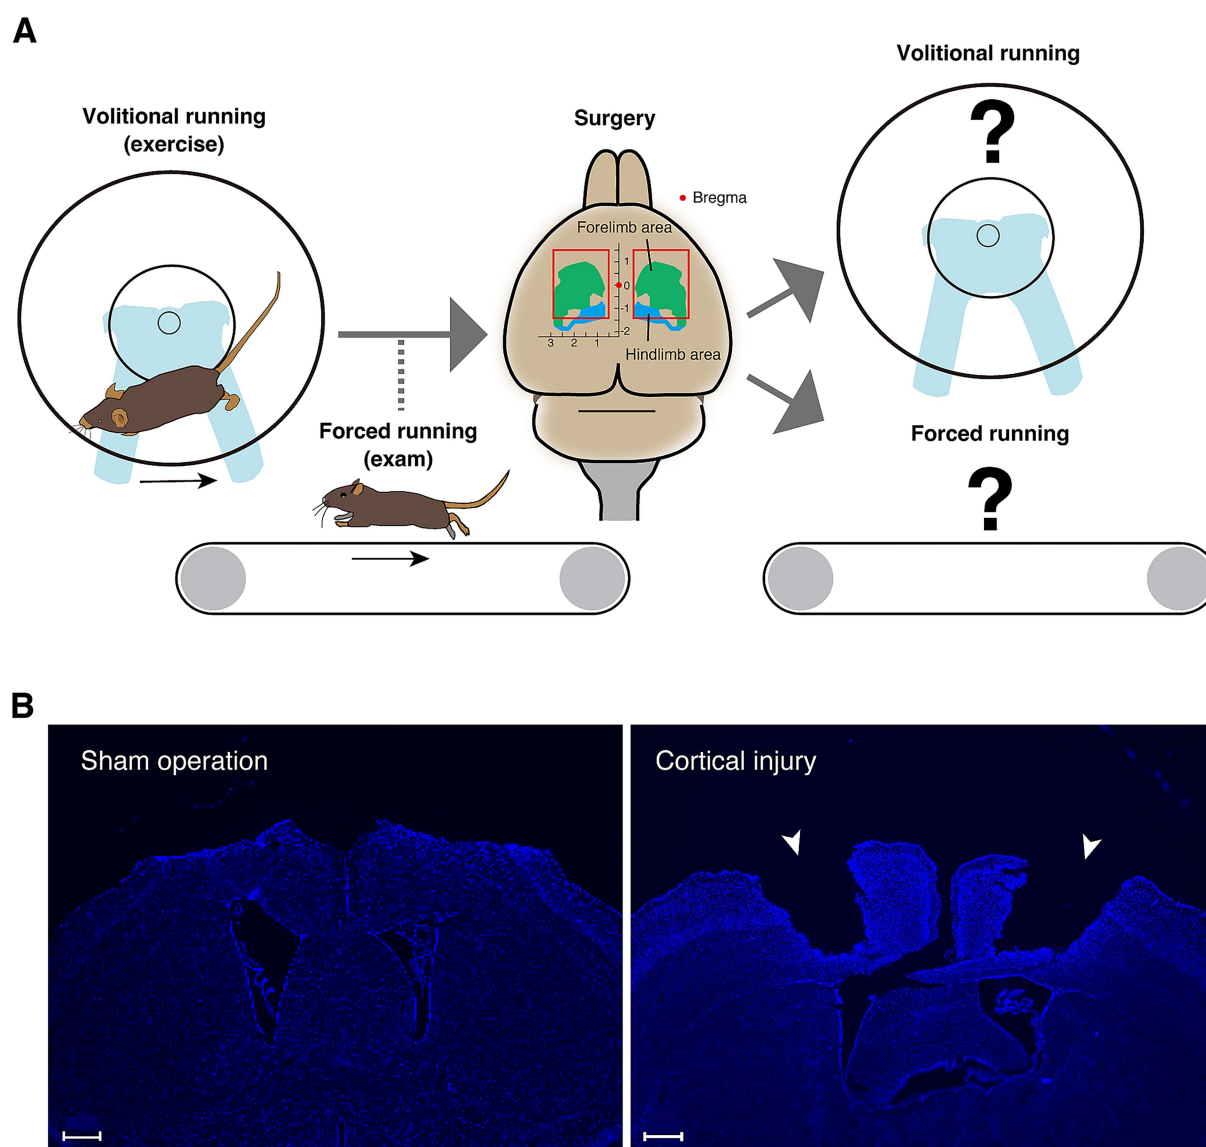 A
Volitional running
(exercise)
Surgery
Volitional running
?
Bregma
Forelimb area
1
0
-1
-2
3 2 1
Hindlimb area
Forced running
(exam)
Forced running
?
B
Sham operation
Cortical injury